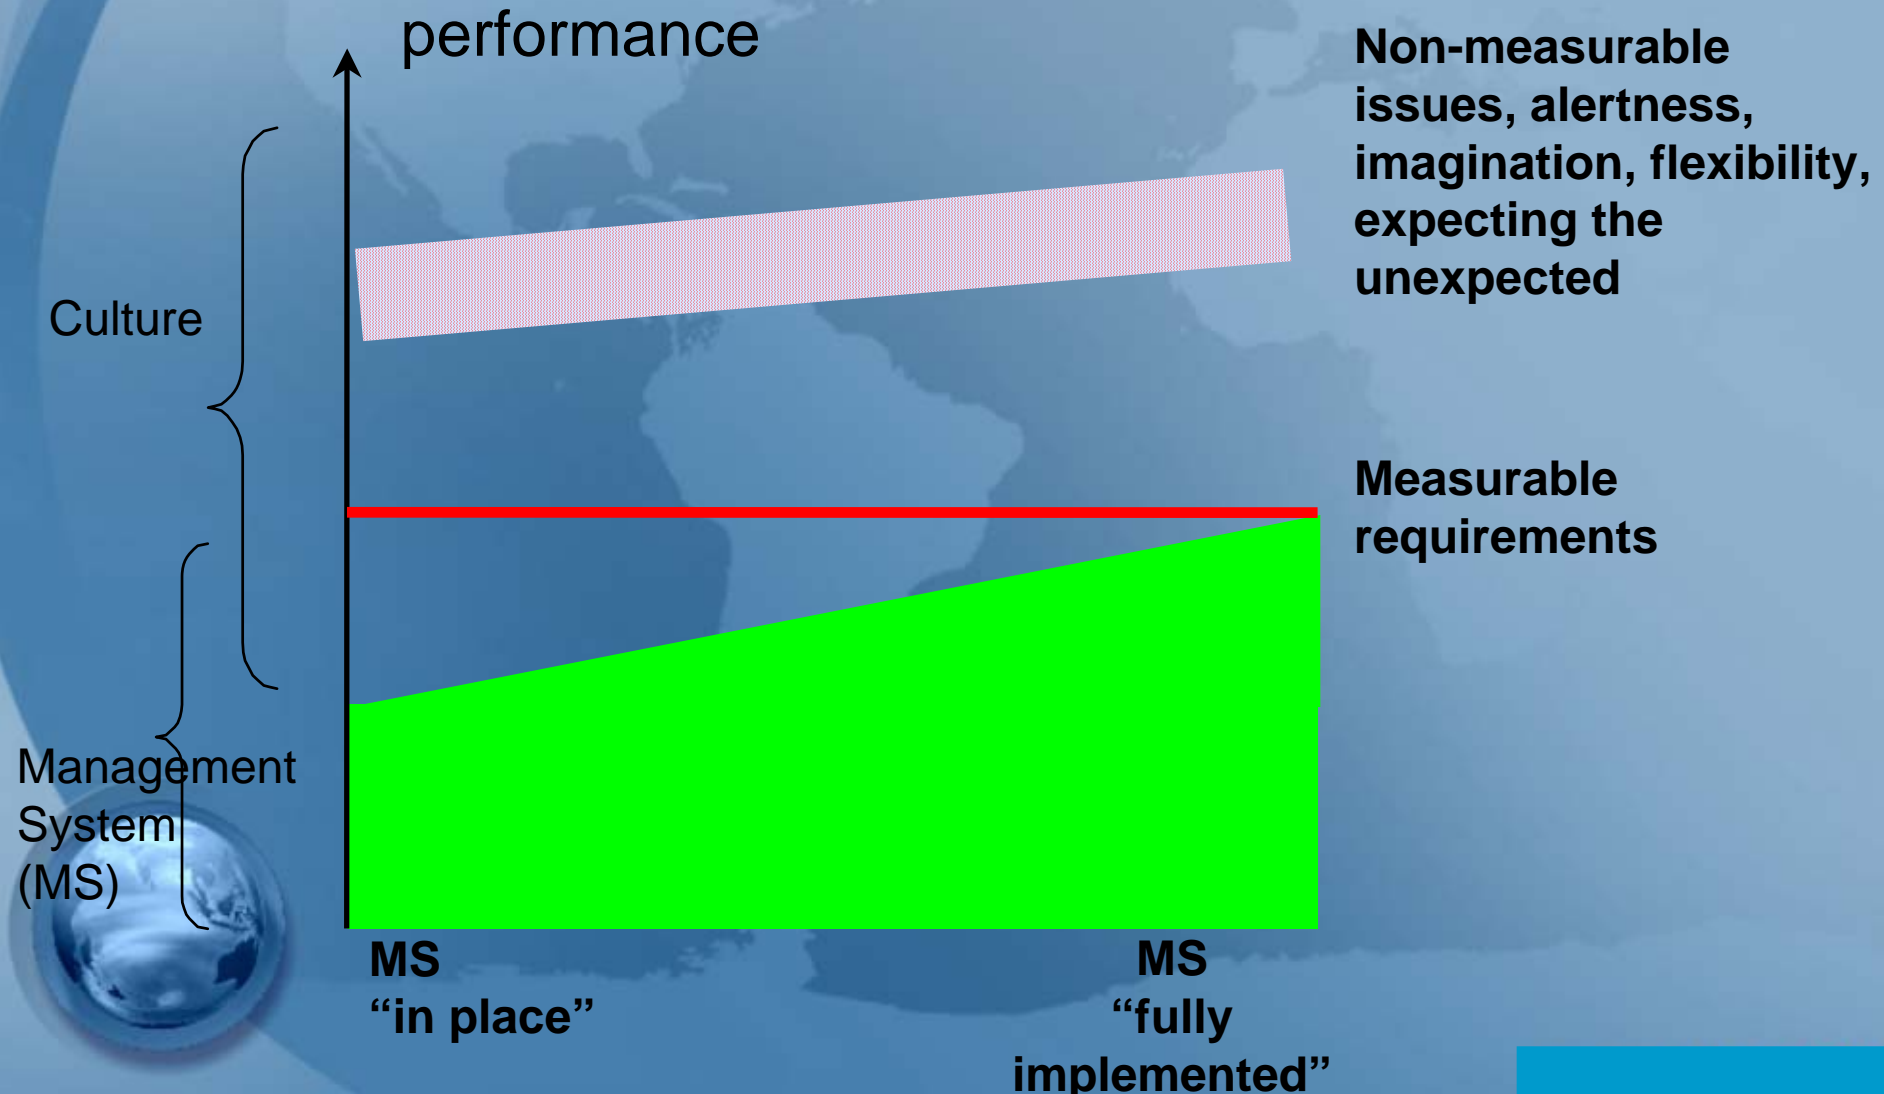 performance
Non-measurable
issues, alertness,
imagination, flexibility,
expecting the
unexpected
Culture
Measurable
requirements
Management
System
(MS)
MS
“in place”
MS
“fully
implemented”